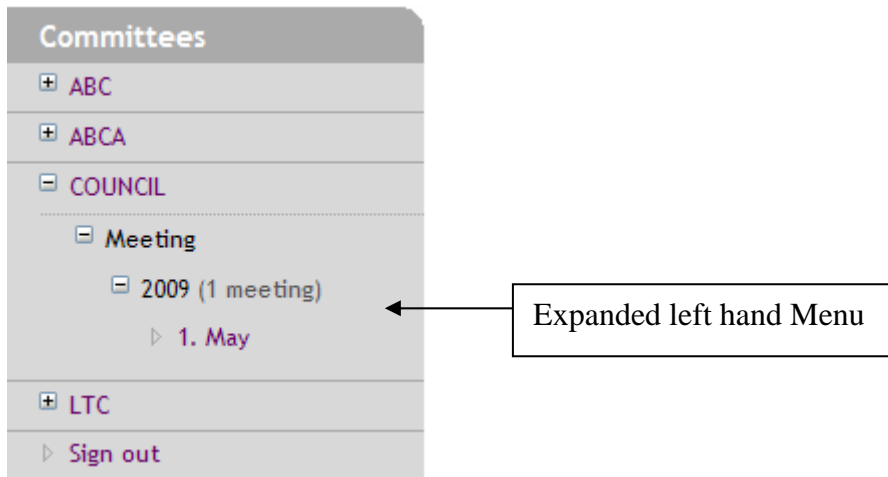 Committees
ABC
ABCA
COUNCIL
Meeting
2009 (1 meeting)
1. May
LTC
Sign out
Expanded left hand Menu